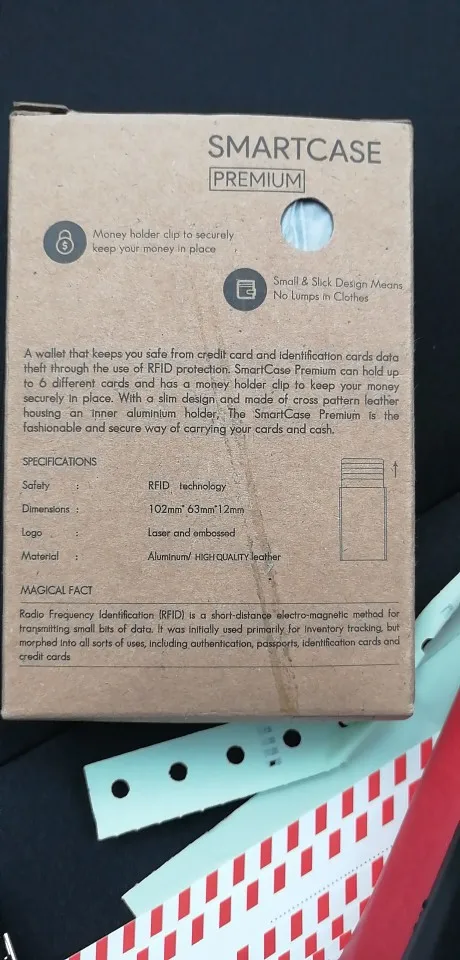 SMARTCASE
PREMIUM
Money holder clip to securely
keep your money in place
Small & Slick Design Means
No Lumps in Clothes
A wallet that keeps you safe from credit card and identification cards data
theft through the use of RFID protection. SmartCase Premium can hold up
to 6 different cards and has a money holder clip to keep your money
securely in place. With a slim design and made of cross pattern leather
housing an inner aluminium holder, The SmartCase Premium is the
fashionable and secure way of carrying your cards and cash.
SPECIFICATIONS
Safety : RFID technology
Dimensions : 102mm*63mm*12mm
Logo : Laser and embossed
Material : Aluminum/ HIGH QUALITY leather
MAGICAL FACT
Radio Frequency Identification (RFID) is a short-distance electro-magnetic method for
transmitting small bits of data. It was initially used primarily for inventory tracking, but
morphed into all sorts of uses, including authentication, passports, identification cards and
credit cards